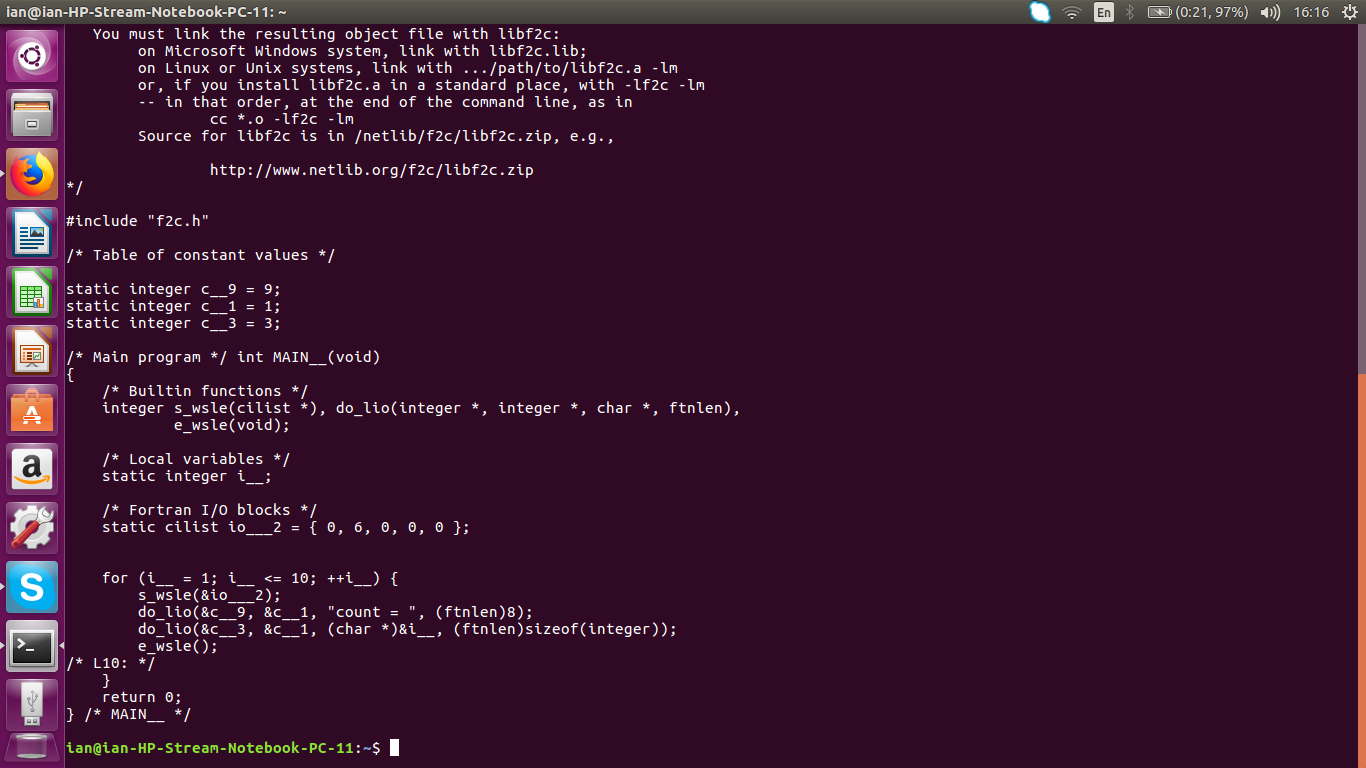 ian@ian-HP-Stream-Notebook-PC-11: ~
En
(0:21, 97%)
16:16
   You must link the resulting object file with libf2c:
        on Microsoft Windows system, link with libf2c.lib;
        on Linux or Unix systems, link with .../path/to/libf2c.a -lm
        or, if you install libf2c.a in a standard place, with -lf2c -lm
        -- in that order, at the end of the command line, as in
                cc *.o -lf2c -lm
        Source for libf2c is in /netlib/f2c/libf2c.zip, e.g.,
                http://www.netlib.org/f2c/libf2c.zip
*/
#include "f2c.h"
/* Table of constant values */
static integer c__9 = 9;
static integer c__1 = 1;
static integer c__3 = 3;
/* Main program */ int MAIN__(void)
{
    /* Builtin functions */
    integer s_wsle(cilist *), do_lio(integer *, integer *, char *, ftnlen),
            e_wsle(void);
    /* Local variables */
    static integer i__;
    /* Fortran I/O blocks */
    static cilist io___2 = { 0, 6, 0, 0, 0 };
    for (i__ = 1; i__ <= 10; ++i__) {
        s_wsle(&io___2);
        do_lio(&c__9, &c__1, "count = ", (ftnlen)8);
        do_lio(&c__3, &c__1, (char *)&i__, (ftnlen)sizeof(integer));
        e_wsle();
/* L10: */
    }
    return 0;
} /* MAIN__ */
ian@ian-HP-Stream-Notebook-PC-11:~$